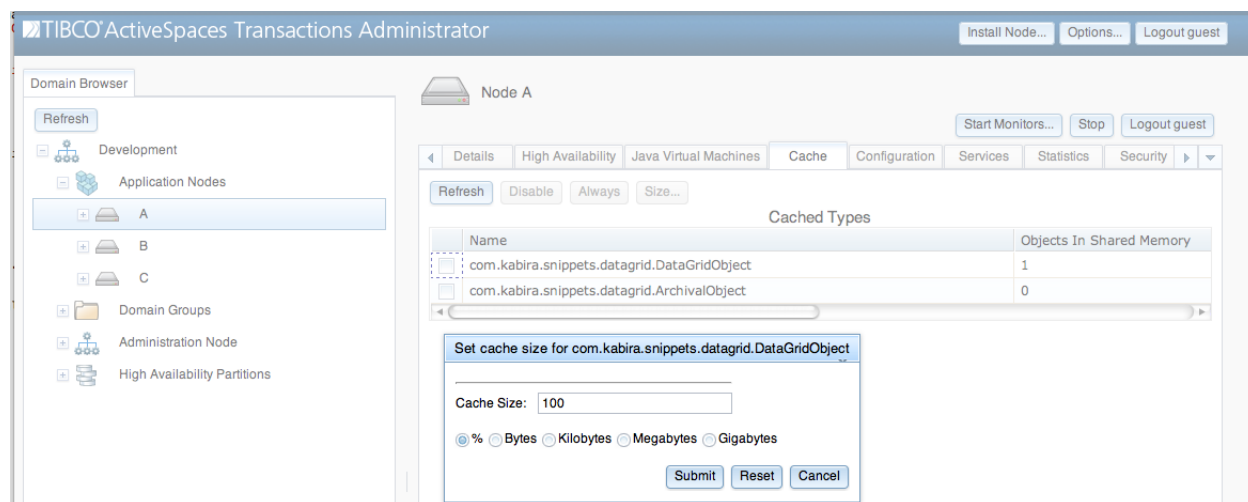 TIBCO® ActiveSpaces Transactions Administrator
Install Node... Options... Logout guest
Domain Browser
Refresh
Development
Application Nodes
A
B
C
Domain Groups
Administration Node
High Availability Partitions
Node A
Start Monitors... Stop Logout guest
Details High Availability Java Virtual Machines Cache Configuration Services Statistics Security
Refresh Disable Always Size...
Cached Types
Name Objects In Shared Memory
com.kabira.snippets.datagrid.DataGridObject 1
com.kabira.snippets.datagrid.ArchivalObject 0
Set cache size for com.kabira.snippets.datagrid.DataGridObject
Cache Size: 100
% Bytes Kilobytes Megabytes Gigabytes
Submit Reset Cancel